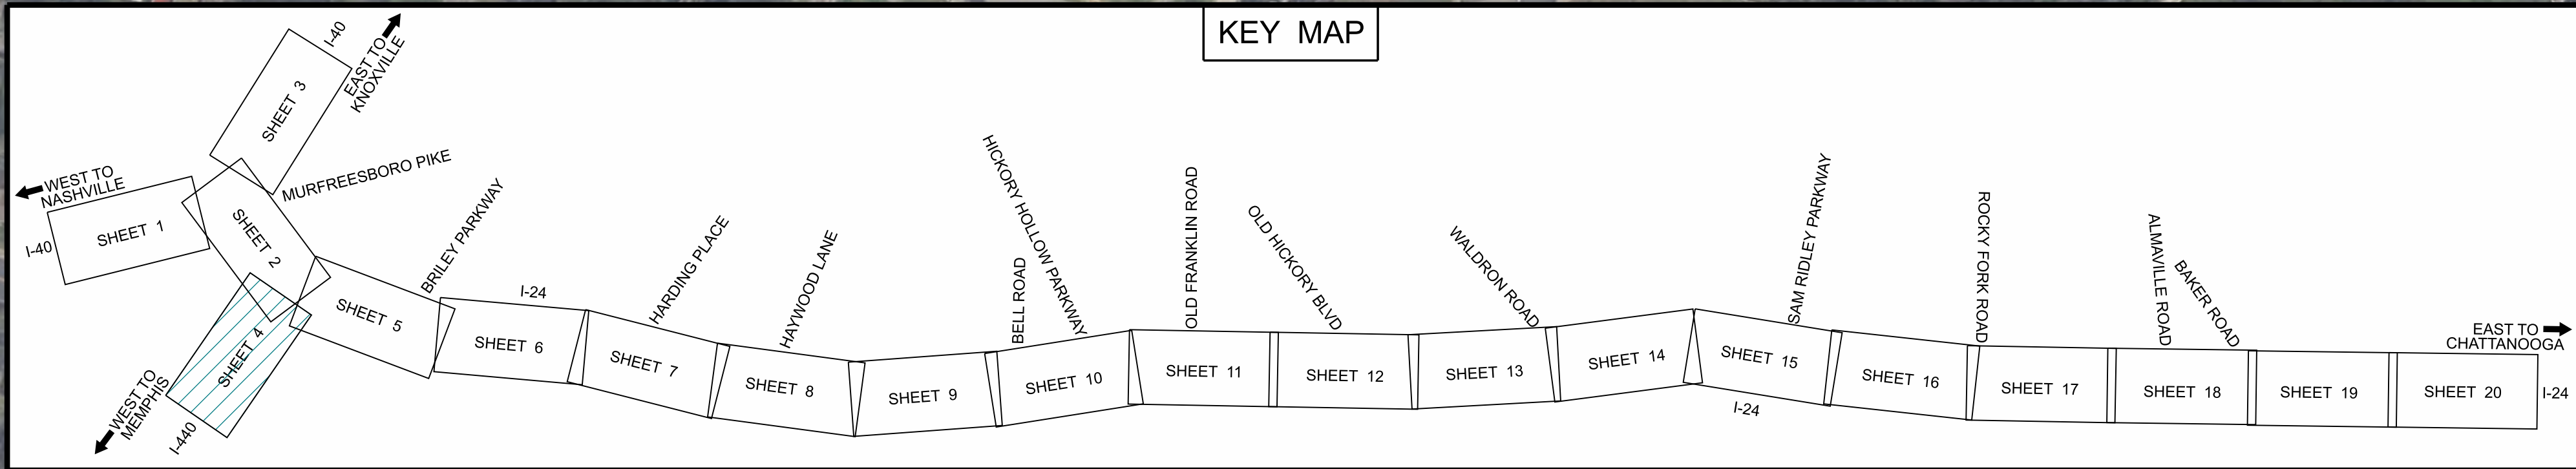 KEY MAP
I-40
EAST TO
KNOXVILLE
SHEET 3
MURFREESBORO PIKE
WEST TO
NASHVILLE
I-40
SHEET 1
SHEET 2
SHEET 4
WEST TO
MEMPHIS
I-440
SHEET 5
BRILEY PARKWAY
I-24
SHEET 6
HARDING PLACE
SHEET 7
HAYWOOD LANE
SHEET 8
SHEET 9
BELL ROAD
HICKORY HOLLOW PARKWAY
SHEET 10
OLD FRANKLIN ROAD
SHEET 11
OLD HICKORY BLVD
SHEET 12
WALDRON ROAD
SHEET 13
SHEET 14
SAM RIDLEY PARKWAY
SHEET 15
I-24
SHEET 16
ROCKY FORK ROAD
SHEET 17
ALMAVILLE ROAD
BAKER ROAD
SHEET 18
SHEET 19
SHEET 20
EAST TO
CHATTANOOGA
I-24